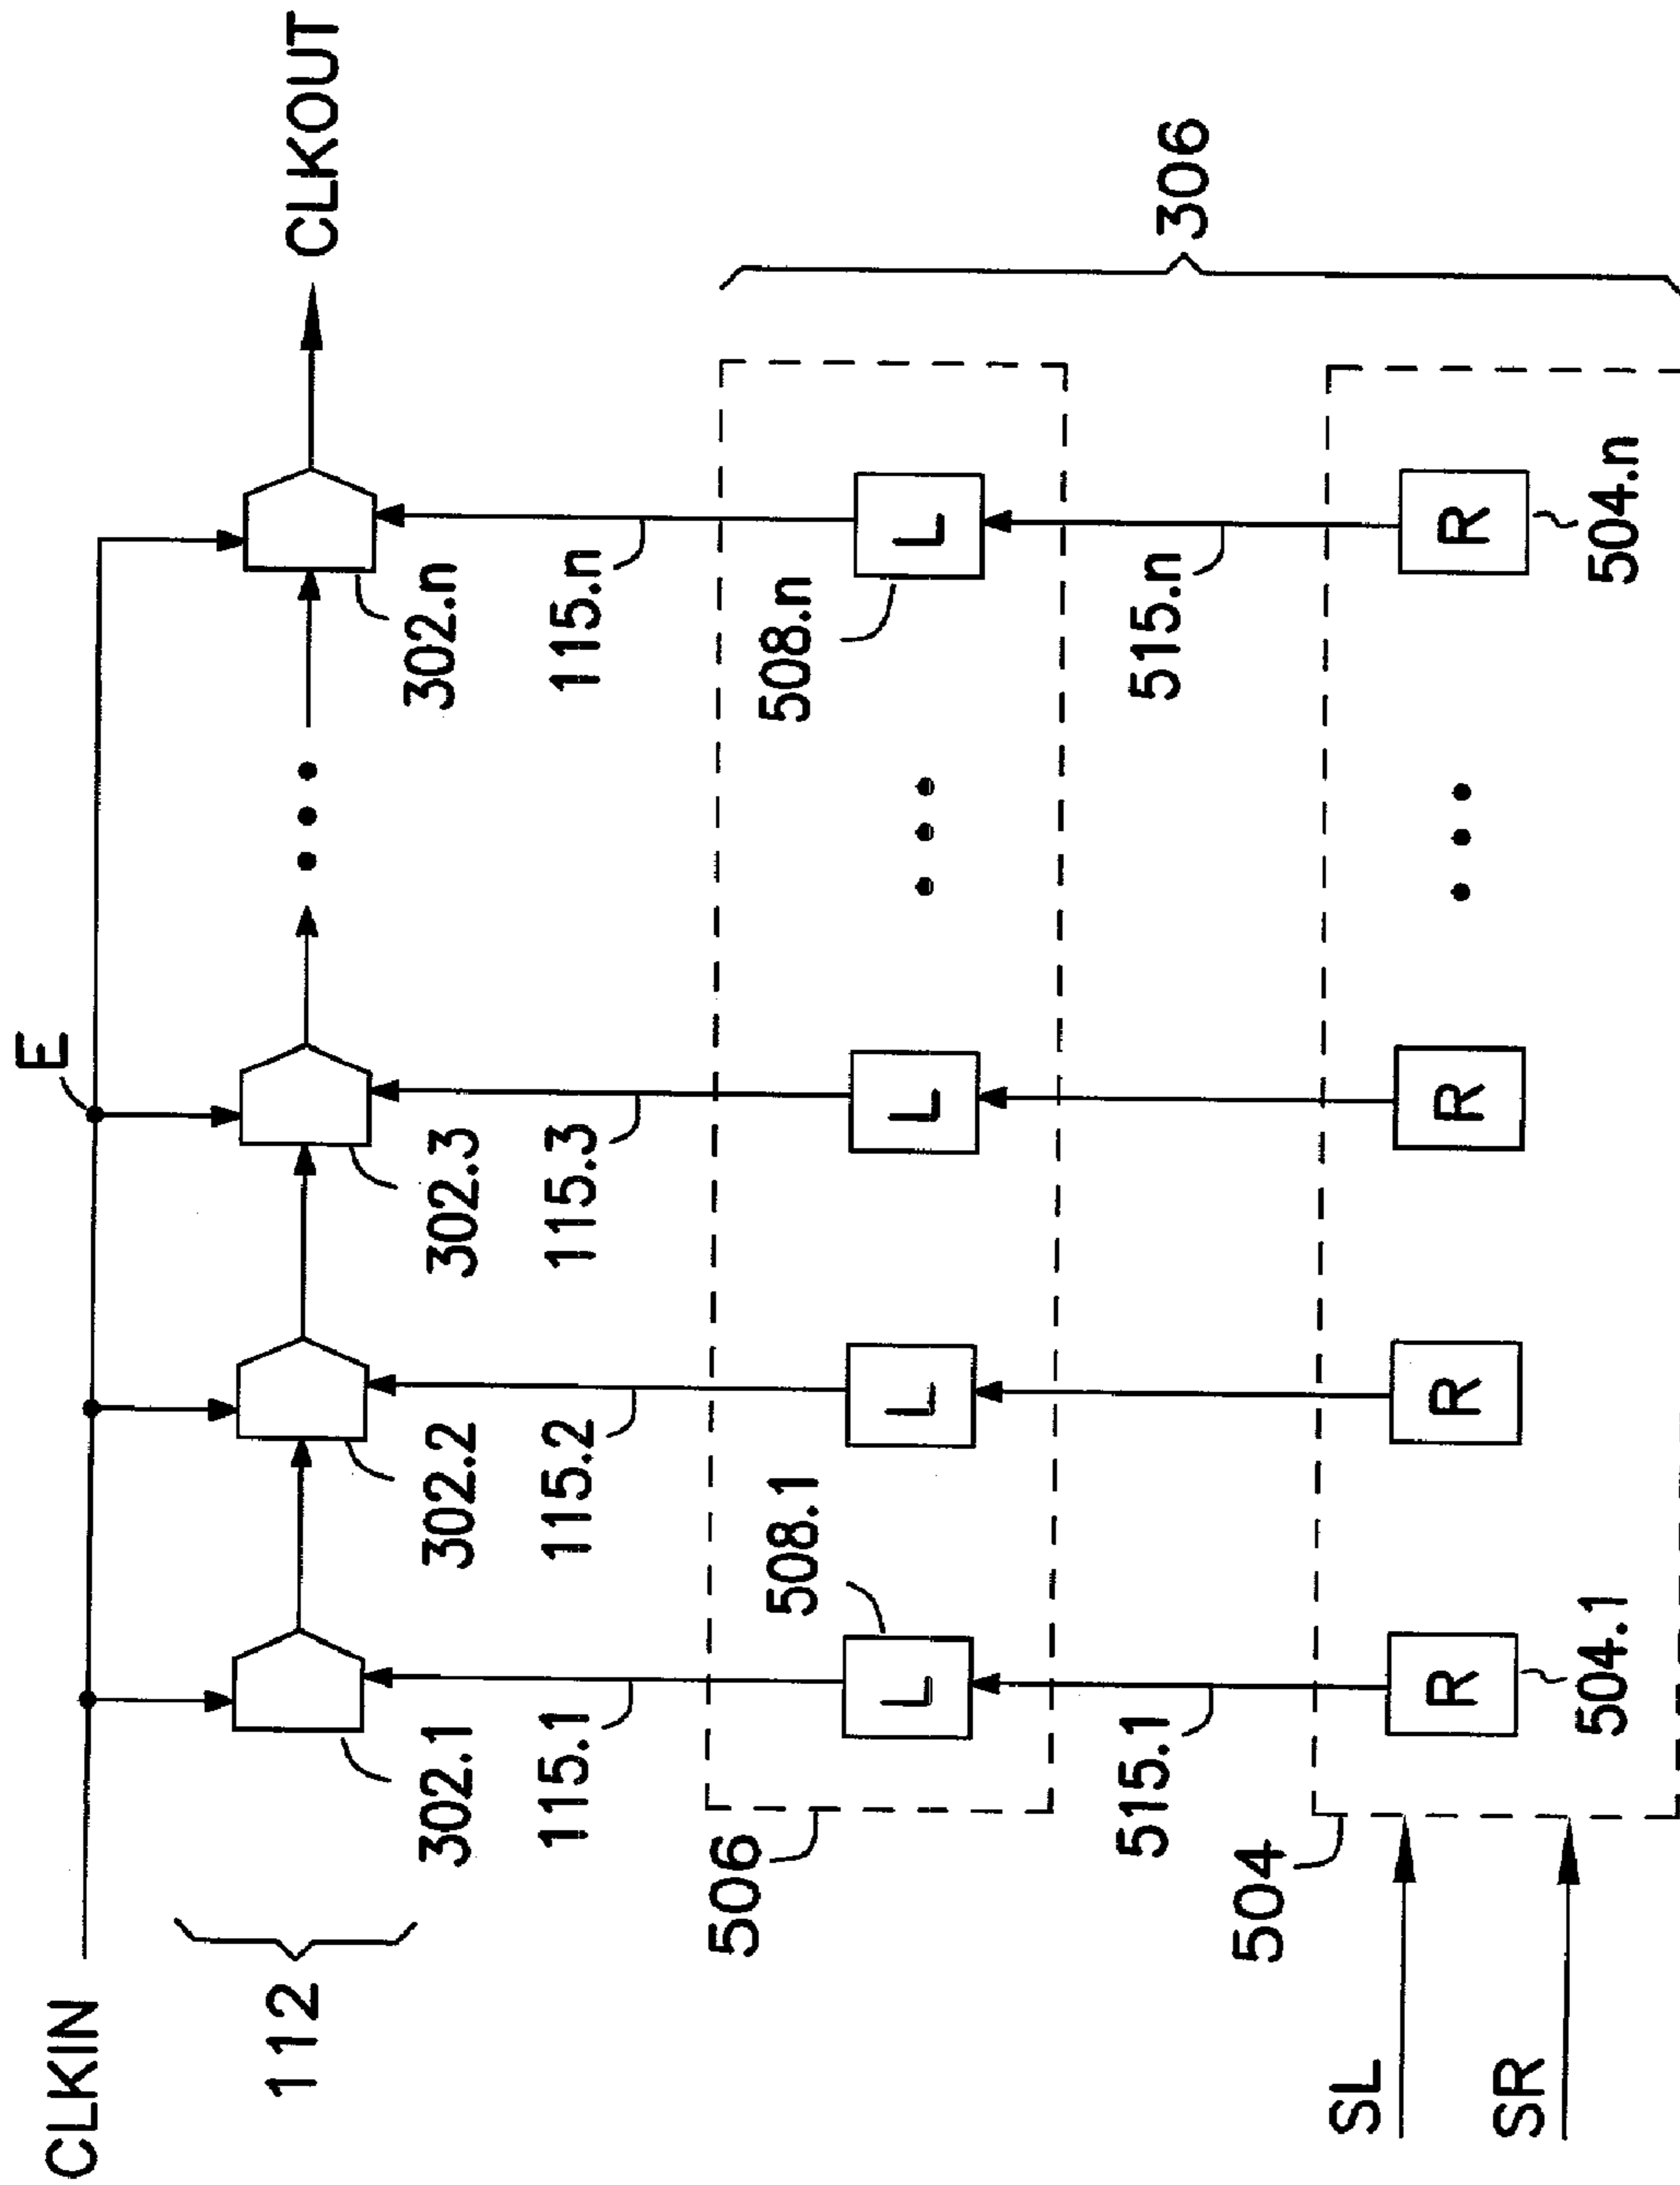 CLKIN
E
CLKOUT
112
302.1
302.2
302.3
302.n
115.1
115.2
115.3
115.n
506
508.1
508.n
L
L
L
L
306
515.1
515.n
504
SL
SR
R
R
R
R
504.1
504.n